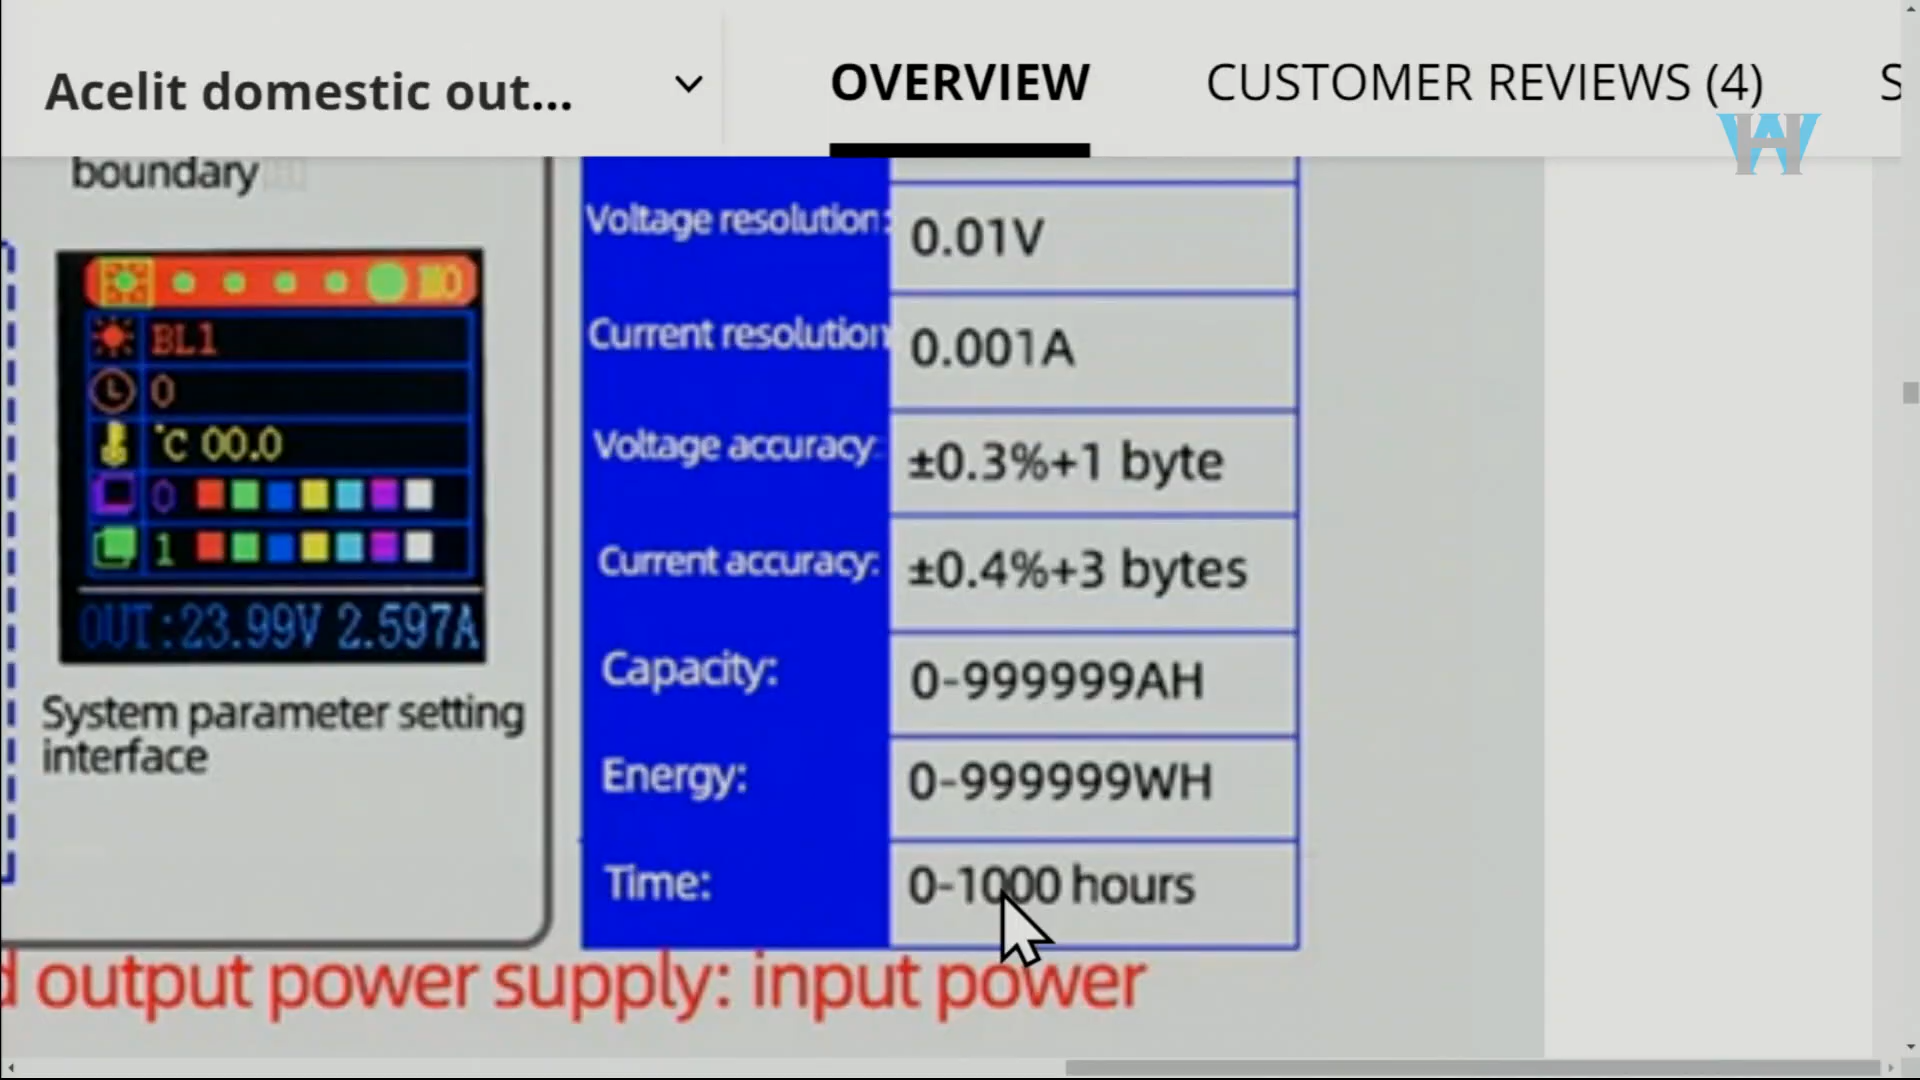 Acelit domestic out...
OVERVIEW
CUSTOMER REVIEWS (4)
S
boundary
BL1
0
°C 00.0
0
1
OUT:23.99V 2.597A
System parameter setting
interface
Voltage resolution: 0.01V
Current resolution 0.001A
Voltage accuracy: ±0.3%+1 byte
Current accuracy: ±0.4%+3 bytes
Capacity: 0-999999AH
Energy: 0-999999WH
Time: 0-1000 hours
d output power supply: input power